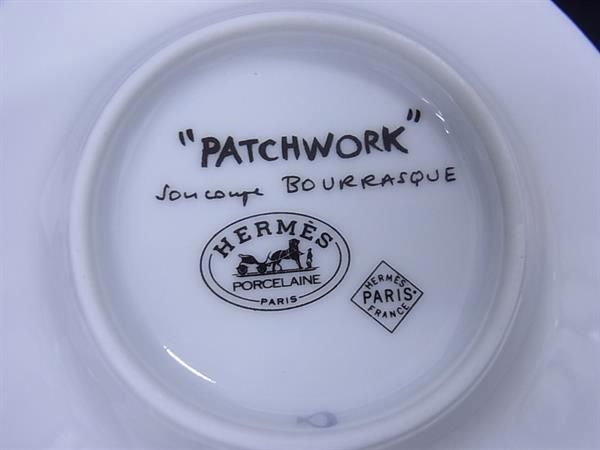 "PATCHWORK"
soucoupe BOURRASQUE
HERMÈS
PORCELAINE
PARIS
HERMÈS
PARIS
FRANCE